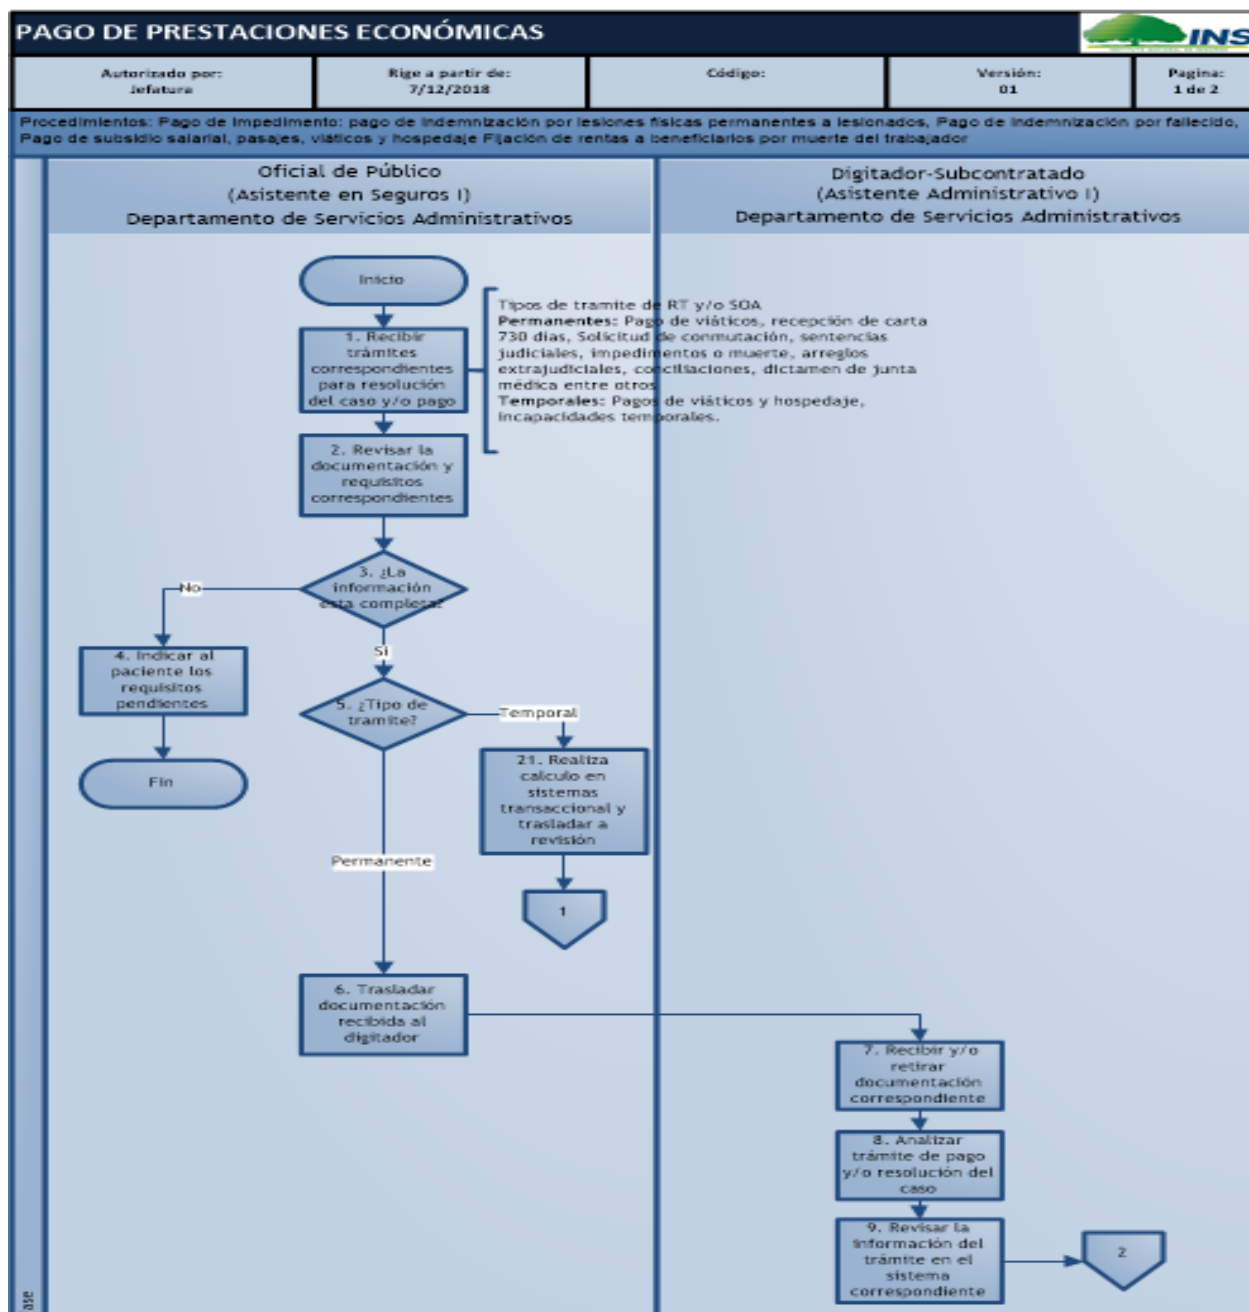 PAGO DE PRESTACIONES ECONÓMICAS
INS
Autorizado por:
Jefatura
Rige a partir de:
7/12/2018
Código:
Versión:
01
Pagina:
1 de 2
Procedimientos: Pago de Impedimento: pago de Indemnización por lesiones físicas permanentes a lesionados, Pago de Indemnización por fallecido,
Pago de subsidio salarial, pasajes, viáticos y hospedaje Fijación de rentas a beneficiarios por muerte del trabajador
Oficial de Público
(Asistente en Seguros I)
Departamento de Servicios Administrativos
Digitador-Subcontratado
(Asistente Administrativo I)
Departamento de Servicios Administrativos
Inicio
1. Recibir
trámites
correspondientes
para resolución
del caso y/o pago
Tipos de tramite de RT y/o SOA
Permanentes: Pago de viáticos, recepción de carta
730 días, Solicitud de conmutación, sentencias
judiciales, impedimentos o muerte, arreglos
extrajudiciales, conciliaciones, dictamen de junta
médica entre otros
Temporales: Pagos de viáticos y hospedaje,
incapacidades temporales.
2. Revisar la
documentación y
requisitos
correspondientes
3. ¿La
información
esta completa?
No
Si
4. Indicar al
paciente los
requisitos
pendientes
Fin
5. ¿Tipo de
tramite?
Temporal
21. Realiza
calculo en
sistemas
transaccional y
trasladar a
revisión
Permanente
1
6. Trasladar
documentación
recibida al
digitador
7. Recibir y/o
retirar
documentación
correspondiente
8. Analizar
trámite de pago
y/o resolución del
caso
9. Revisar la
información del
trámite en el
sistema
correspondiente
2
ase